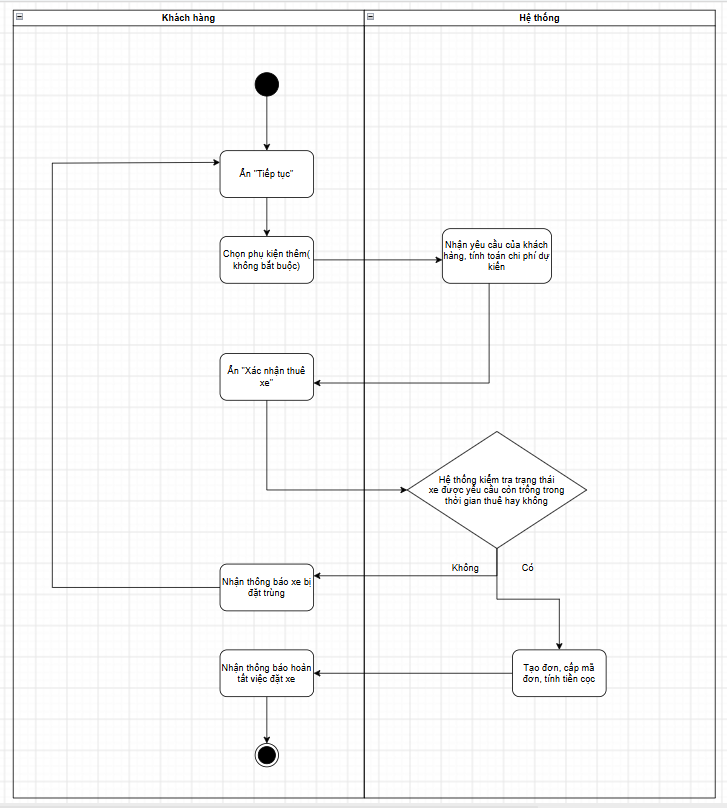 Khách hàng
Hệ thống
Ấn "Tiếp tục"
Chọn phụ kiện thêm(
không bắt buộc)
Nhận yêu cầu của khách
hàng, tính toán chi phí dự
kiến
Ấn "Xác nhận thuê
xe"
Hệ thống kiểm tra trạng thái
xe được yêu cầu còn trống trong
thời gian thuê hay không
Không
Có
Nhận thông báo xe bị
đặt trùng
Nhận thông báo hoàn
tất việc đặt xe
Tạo đơn, cấp mã
đơn, tính tiền cọc